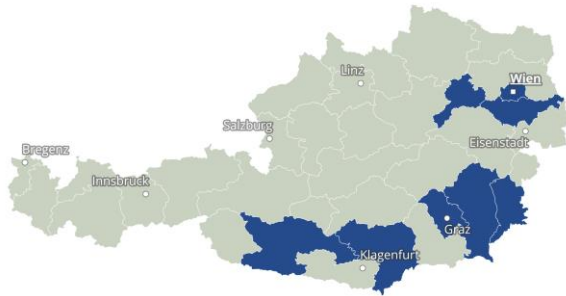 Linz
Wien
Salzburg
Eisenstadt
Bregenz
Innsbruck
Graz
Klagenfurt